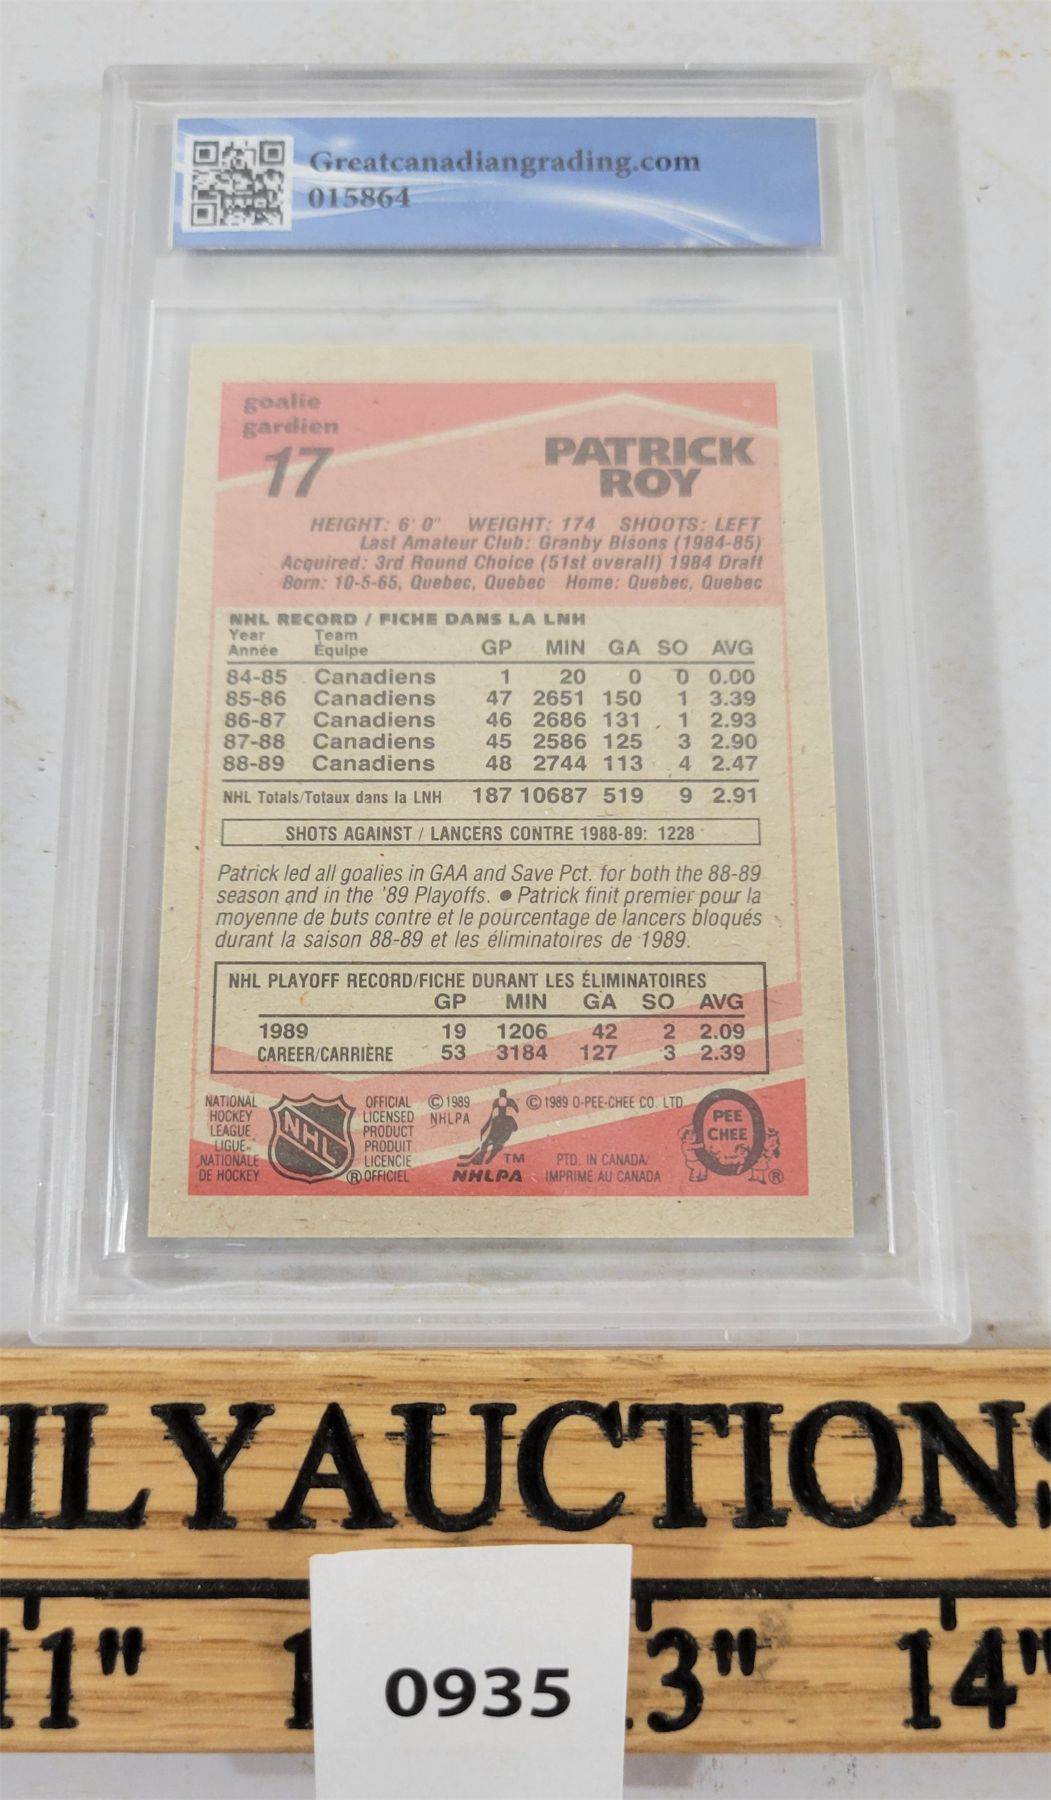 Greatcanadiangrading.com
015864
goalie
gardien
17
PATRICK
ROY
HEIGHT: 6' 0" WEIGHT: 174 SHOOTS: LEFT
Last Amateur Club: Granby Bisons (1984-85)
Acquired: 3rd Round Choice (51st overall) 1984 Draft
Born: 10-5-65, Quebec, Quebec Home: Quebec, Quebec
NHL RECORD / FICHE DANS LA LNH
Year Team
Année Équipe GP MIN GA SO AVG
84-85 Canadiens 1 20 0 0 0.00
85-86 Canadiens 47 2651 150 1 3.39
86-87 Canadiens 46 2686 131 1 2.93
87-88 Canadiens 45 2586 125 3 2.90
88-89 Canadiens 48 2744 113 4 2.47
NHL Totals/Totaux dans la LNH 187 10687 519 9 2.91
SHOTS AGAINST / LANCERS CONTRE 1988-89: 1228
Patrick led all goalies in GAA and Save Pct. for both the 88-89
season and in the '89 Playoffs. ● Patrick finit premier pour la
moyenne de buts contre et le pourcentage de lancers bloqués
durant la saison 88-89 et les éliminatoires de 1989.
NHL PLAYOFF RECORD/FICHE DURANT LES ÉLIMINATOIRES
GP MIN GA SO AVG
1989 19 1206 42 2 2.09
CAREER/CARRIÈRE 53 3184 127 3 2.39
NATIONAL
HOCKEY
LEAGUE
LIGUE
NATIONALE
DE HOCKEY
NHL
®
OFFICIAL
LICENSED
PRODUCT
PRODUIT
LICENCIE
OFFICIEL
© 1989
NHLPA
TM
NHLPA
© 1989 O-PEE-CHEE CO. LTD.
PTD. IN CANADA/
IMPRIME AU CANADA
O
PEE
CHEE
®
ILY AUCTIONS
11" 1 3" 14"
0935